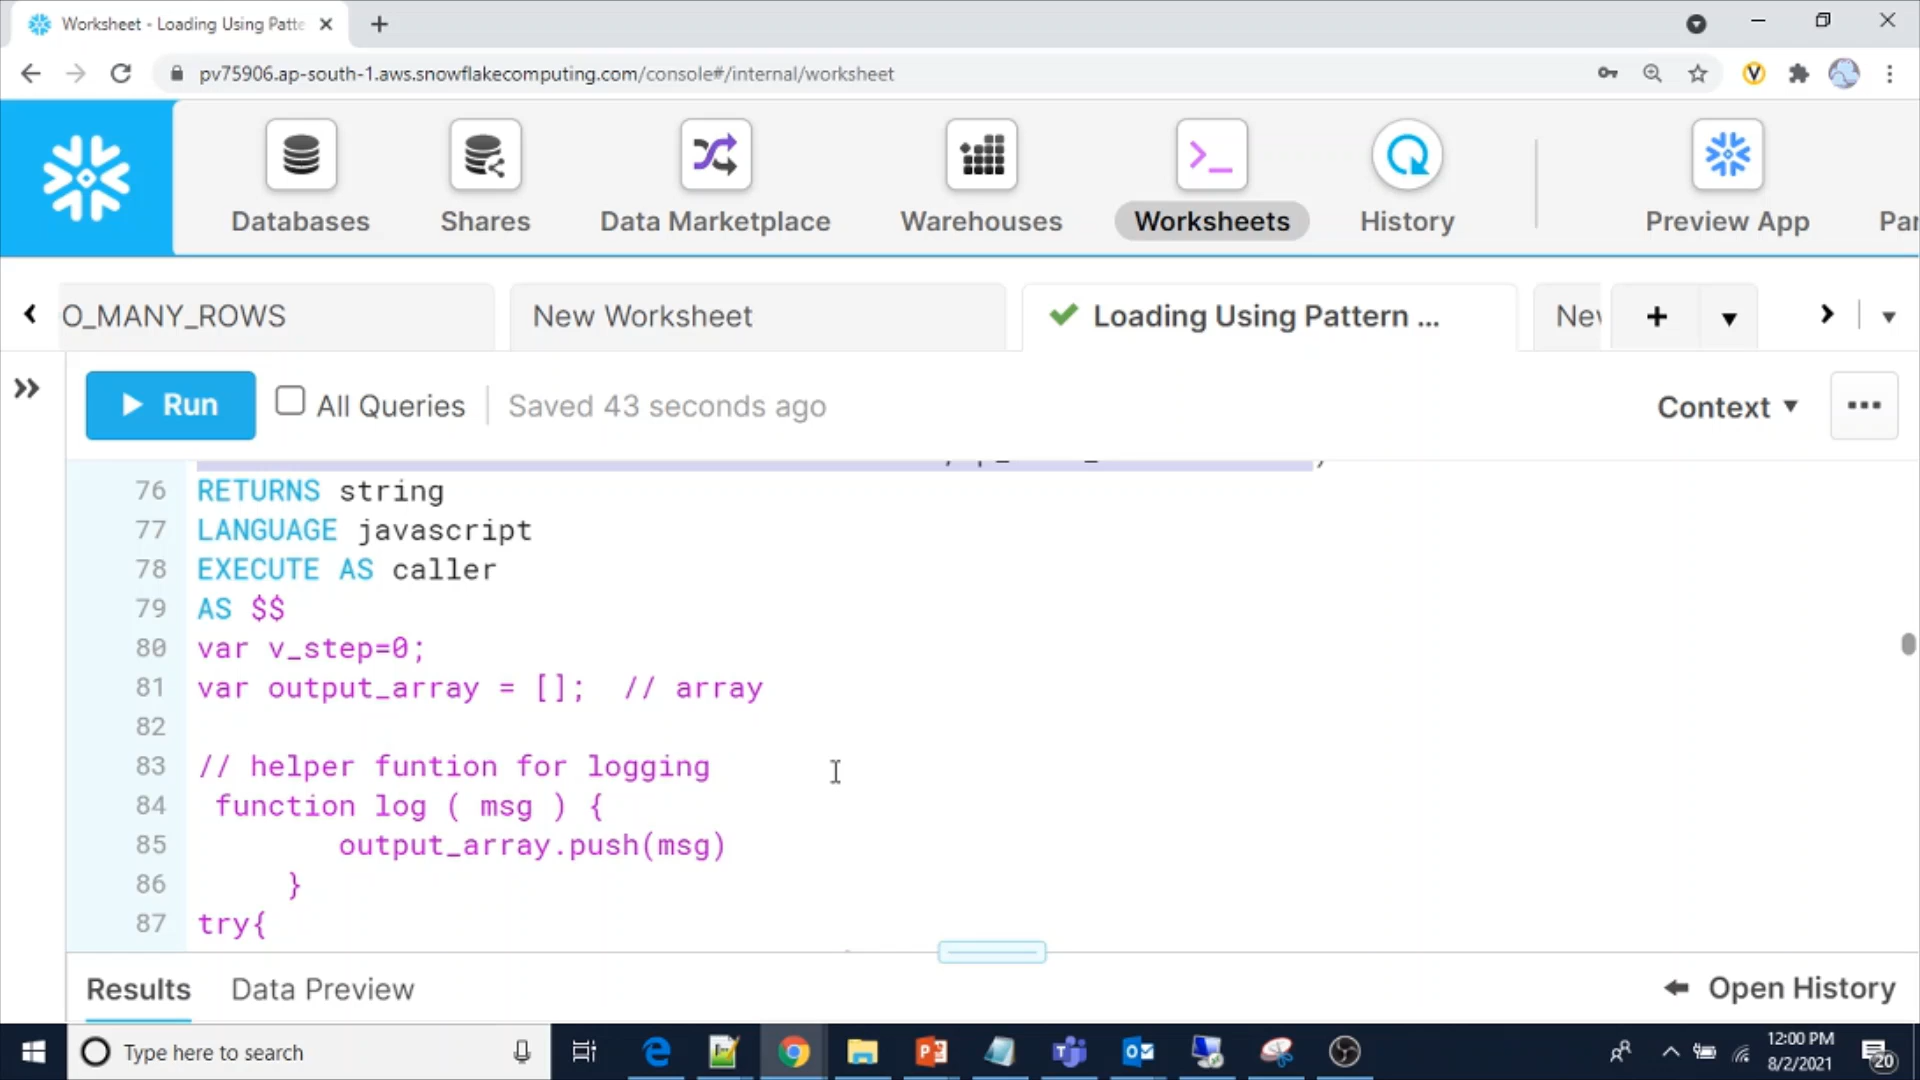 Worksheet - Loading Using Patte
pv75906.ap-south-1.aws.snowflakecomputing.com/console#/internal/worksheet
Databases
Shares
Data Marketplace
Warehouses
Worksheets
History
Preview App
Par
O_MANY_ROWS
New Worksheet
Loading Using Pattern ...
Nev
Run
All Queries
Saved 43 seconds ago
Context
76 RETURNS string
77 LANGUAGE javascript
78 EXECUTE AS caller
79 AS $$
80 var v_step=0;
81 var output_array = []; // array
82
83 // helper funtion for logging
84 function log ( msg ) {
85 output_array.push(msg)
86 }
87 try{
Results
Data Preview
Open History
Type here to search
12:00 PM
8/2/2021
20